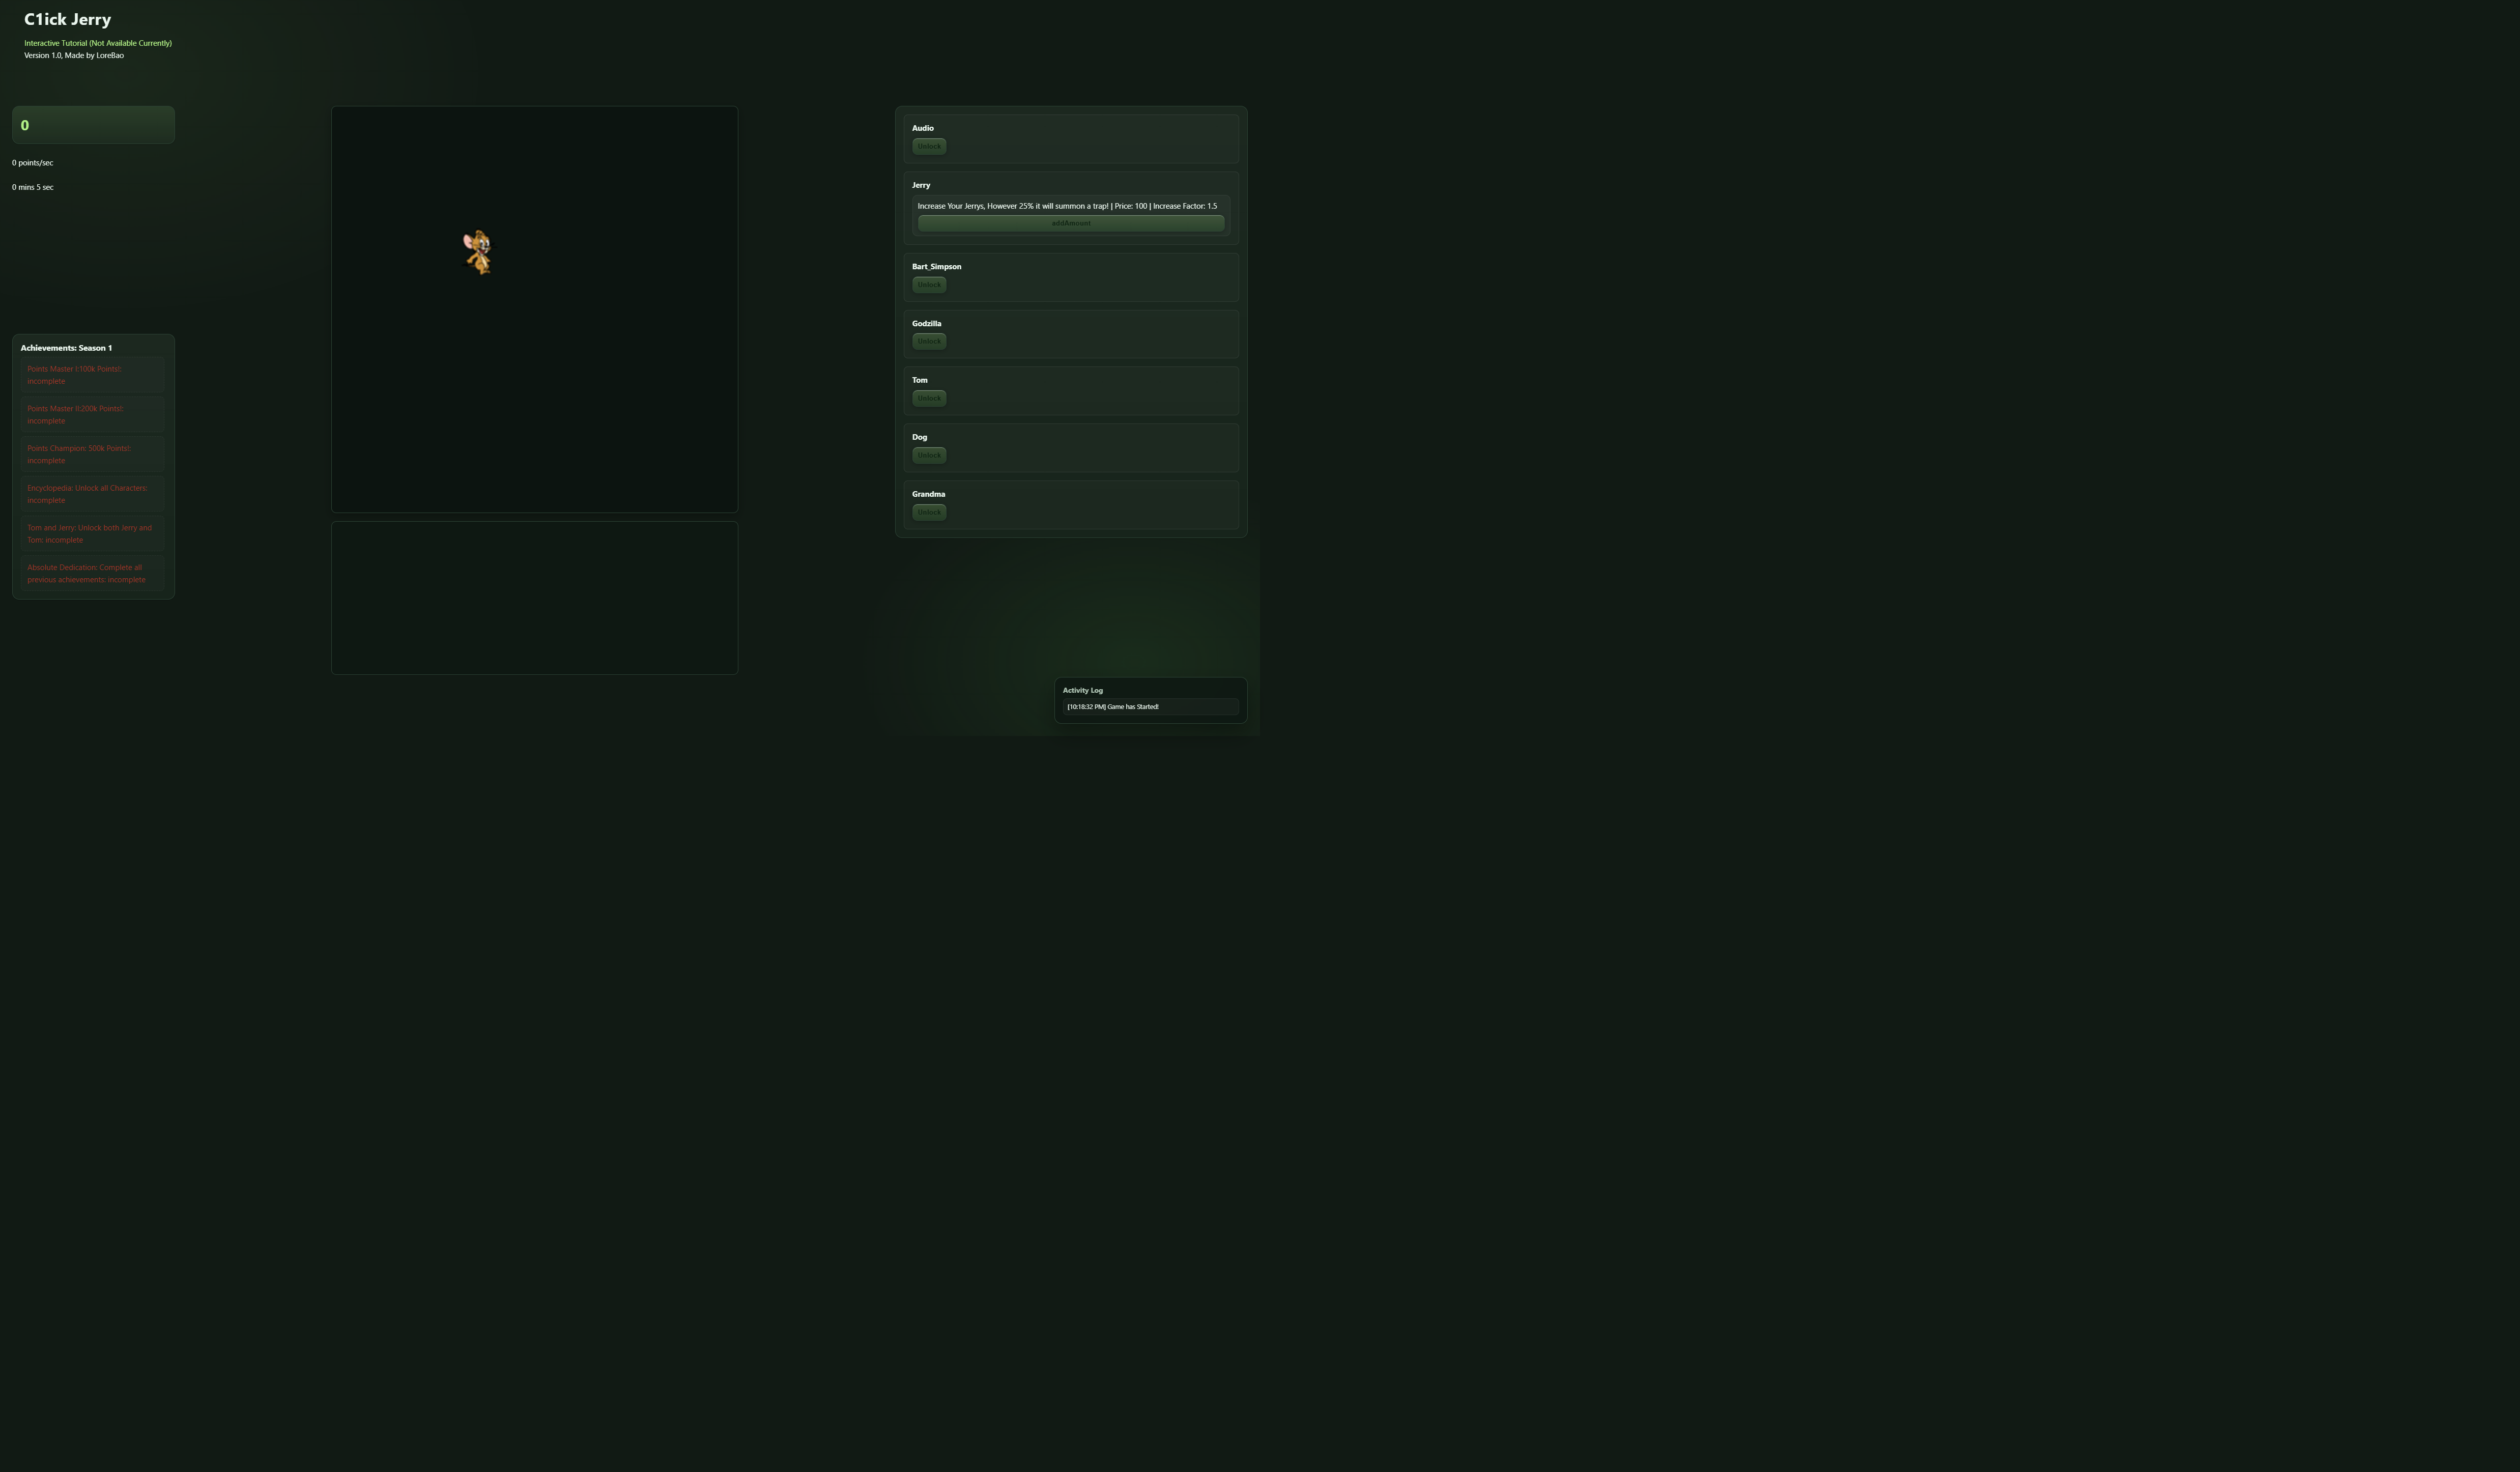 C1ick Jerry
Interactive Tutorial (Not Available Currently)
Version 1.0, Made by LoreBao
0
0 points/sec
0 mins 5 sec
Achievements: Season 1
Points Master I:100k Points!:
incomplete
Points Master II:200k Points!:
incomplete
Points Champion: 500k Points!:
incomplete
Encyclopedia: Unlock all Characters:
incomplete
Tom and Jerry: Unlock both Jerry and
Tom: incomplete
Absolute Dedication: Complete all
previous achievements: incomplete
Audio
Unlock
Jerry
Increase Your Jerrys, However 25% it will summon a trap! | Price: 100 | Increase Factor: 1.5
addAmount
Bart_Simpson
Unlock
Godzilla
Unlock
Tom
Unlock
Dog
Unlock
Grandma
Unlock
Activity Log
[10:18:32 PM] Game has Started!